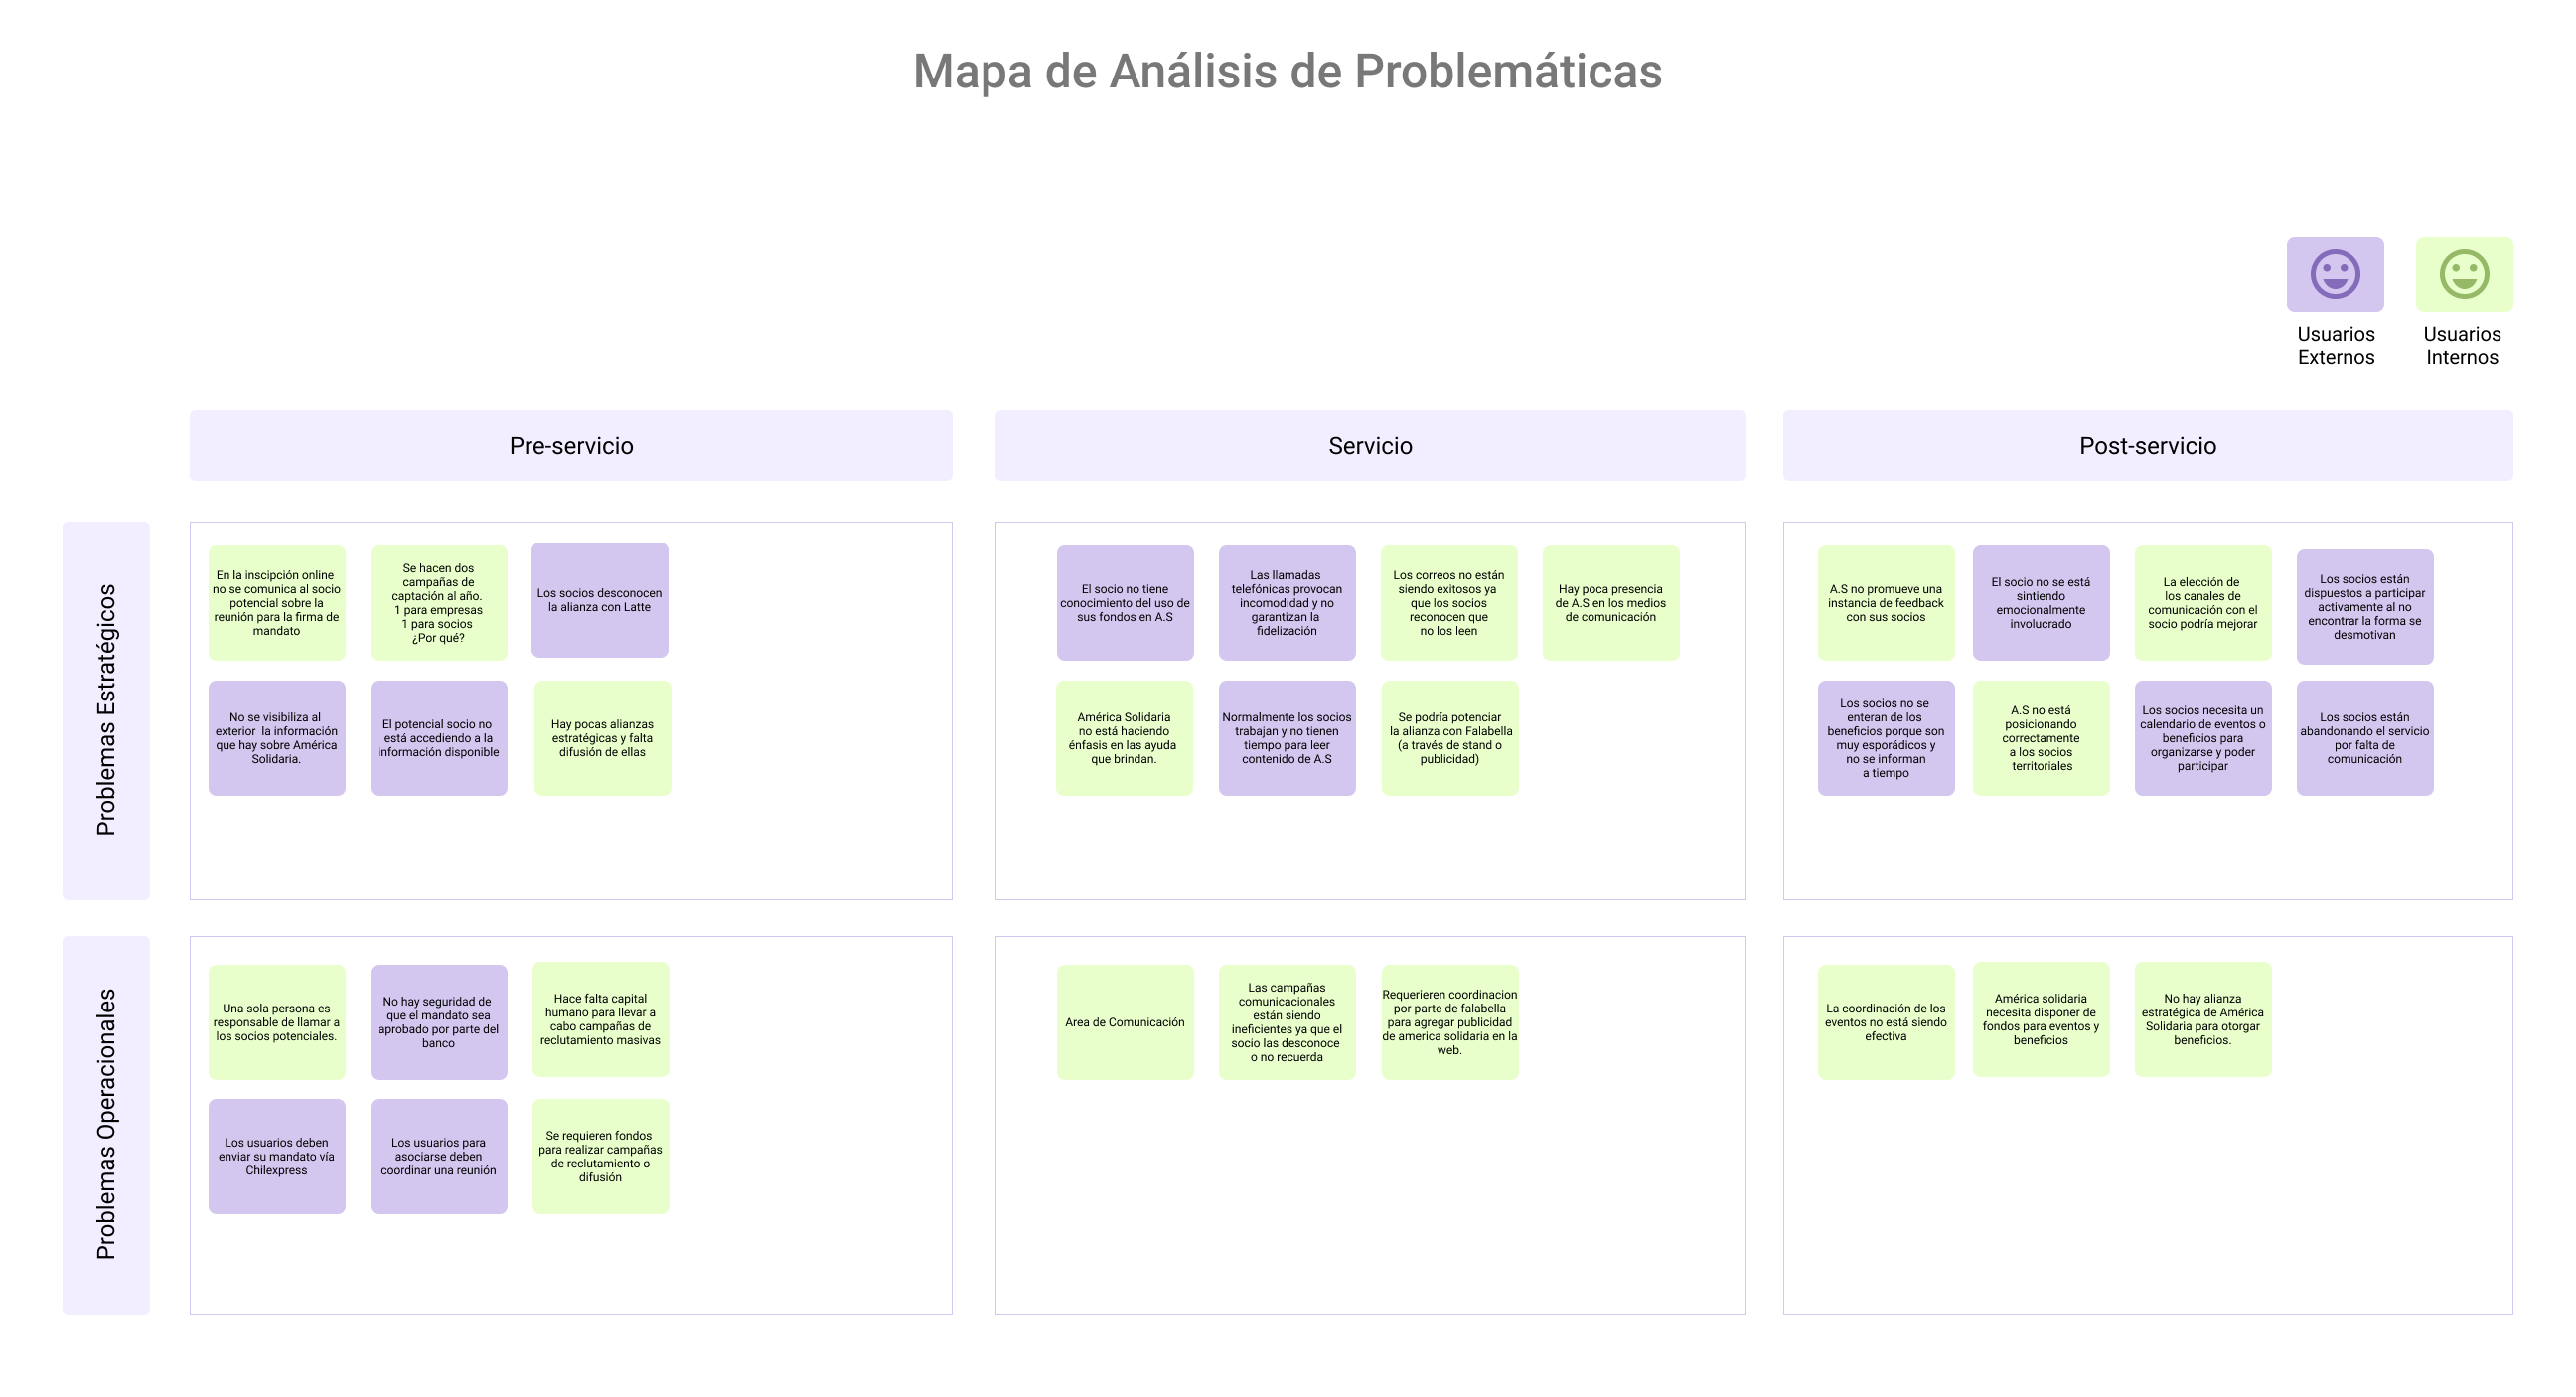 Mapa de Análisis de Problemáticas
Usuarios
Externos
Usuarios
Internos
Pre-servicio
Servicio
Post-servicio
Problemas Estratégicos
En la inscipción online
no se comunica al socio
potencial sobre la
reunión para la firma de
mandato
Se hacen dos
campañas de
captación al año.
1 para empresas
1 para socios
¿Por qué?
Los socios desconocen
la alianza con Latte
No se visibiliza al
exterior la información
que hay sobre América
Solidaria.
El potencial socio no
está accediendo a la
información disponible
Hay pocas alianzas
estratégicas y falta
difusión de ellas
El socio no tiene
conocimiento del uso de
sus fondos en A.S
Las llamadas
telefónicas provocan
incomodidad y no
garantizan la
fidelización
Los correos no están
siendo exitosos ya
que los socios
reconocen que
no los leen
Hay poca presencia
de A.S en los medios
de comunicación
América Solidaria
no está haciendo
énfasis en las ayuda
que brindan.
Normalmente los socios
trabajan y no tienen
tiempo para leer
contenido de A.S
Se podría potenciar
la alianza con Falabella
(a través de stand o
publicidad)
A.S no promueve una
instancia de feedback
con sus socios
El socio no se está
sintiendo
emocionalmente
involucrado
La elección de
los canales de
comunicación con el
socio podría mejorar
Los socios están
dispuestos a participar
activamente al no
encontrar la forma se
desmotivan
Los socios no se
enteran de los
beneficios porque son
muy esporádicos y
no se informan
a tiempo
A.S no está
posicionando
correctamente
a los socios
territoriales
Los socios necesita un
calendario de eventos o
beneficios para
organizarse y poder
participar
Los socios están
abandonando el servicio
por falta de
comunicación
Problemas Operacionales
Una sola persona es
responsable de llamar a
los socios potenciales.
No hay seguridad de
que el mandato sea
aprobado por parte del
banco
Hace falta capital
humano para llevar a
cabo campañas de
reclutamiento masivas
Los usuarios deben
enviar su mandato vía
Chilexpress
Los usuarios para
asociarse deben
coordinar una reunión
Se requieren fondos
para realizar campañas
de reclutamiento o
difusión
Area de Comunicación
Las campañas
comunicacionales
están siendo
ineficientes ya que el
socio las desconoce
o no recuerda
Requerieren coordinacion
por parte de falabella
para agregar publicidad
de america solidaria en la
web.
La coordinación de los
eventos no está siendo
efectiva
América solidaria
necesita disponer de
fondos para eventos y
beneficios
No hay alianza
estratégica de América
Solidaria para otorgar
beneficios.